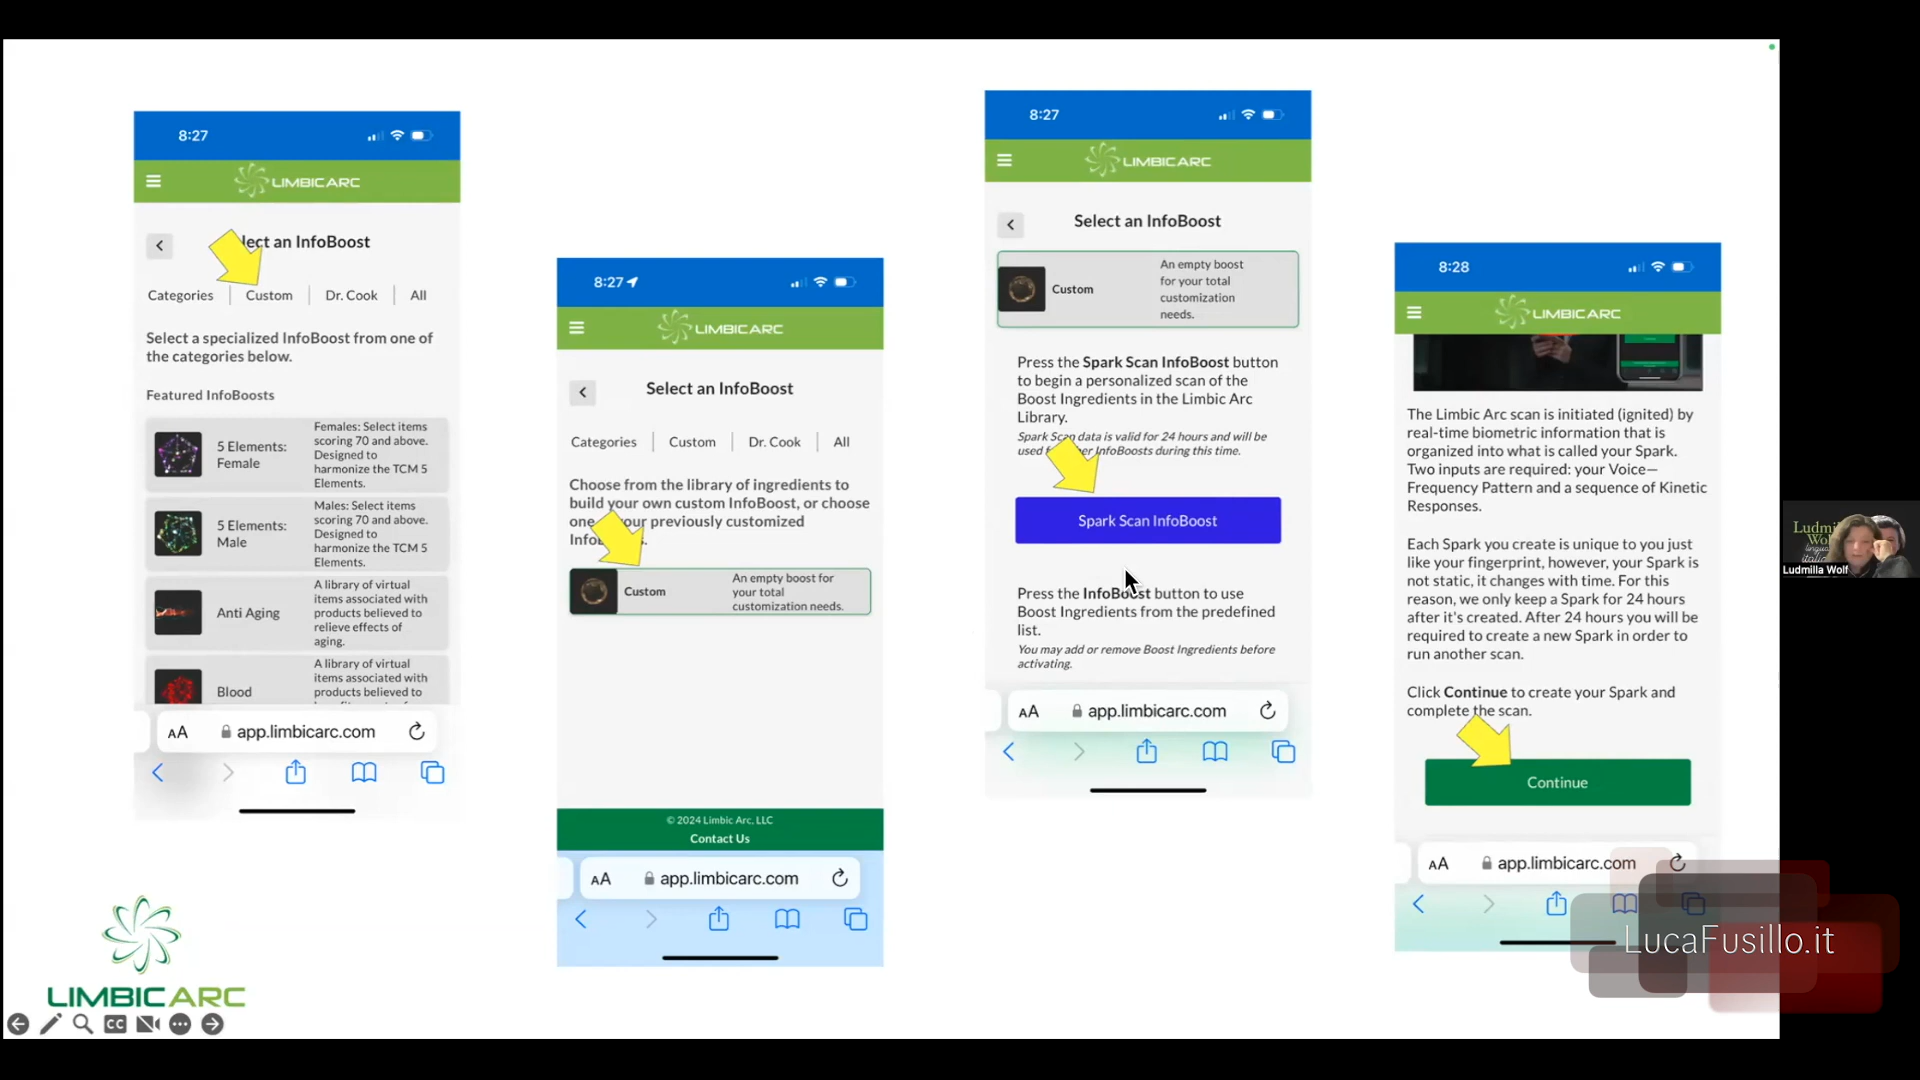 8:27
LIMBIC ARC
lect an InfoBoost
Categories | Custom | Dr. Cook | All
Select a specialized InfoBoost from one of
the categories below.
Featured InfoBoosts
5 Elements:
Female
Females: Select items
scoring 70 and above.
Designed to
harmonize the TCM 5
Elements.
5 Elements:
Male
Males: Select items
scoring 70 and above.
Designed to
harmonize the TCM 5
Elements.
Anti Aging
A library of virtual
items associated with
products believed to
relieve effects of
aging.
Blood
A library of virtual
items associated with
products believed to
AA app.limbicarc.com
8:27
LIMBIC ARC
Select an InfoBoost
Categories | Custom | Dr. Cook | All
Choose from the library of ingredients to
build your own custom InfoBoost, or choose
one your previously customized
Custom
An empty boost for
your total
customization needs.
© 2024 Limbic Arc, LLC
Contact Us
AA app.limbicarc.com
8:27
LIMBIC ARC
Select an InfoBoost
Custom
An empty boost
for your total
customization
needs.
Press the Spark Scan InfoBoost button
to begin a personalized scan of the
Boost Ingredients in the Limbic Arc
Library.
Spark Scan data is valid for 24 hours and will be
used InfoBoosts during this time.
Spark Scan InfoBoost
Press the InfoBoost button to use
Boost Ingredients from the predefined
list.
You may add or remove Boost Ingredients before
activating.
AA app.limbicarc.com
8:28
LIMBIC ARC
The Limbic Arc scan is initiated (ignited) by
real-time biometric information that is
organized into what is called your Spark.
Two inputs are required: your Voice—
Frequency Pattern and a sequence of Kinetic
Responses.
Each Spark you create is unique to you just
like your fingerprint, however, your Spark is
not static, it changes with time. For this
reason, we only keep a Spark for 24 hours
after it's created. After 24 hours you will be
required to create a new Spark in order to
run another scan.
Click Continue to create your Spark and
complete the scan.
Continue
AA app.limbicarc.com
LIMBIC ARC
CC
Ludmilla Wolf
LucaFusillo.it